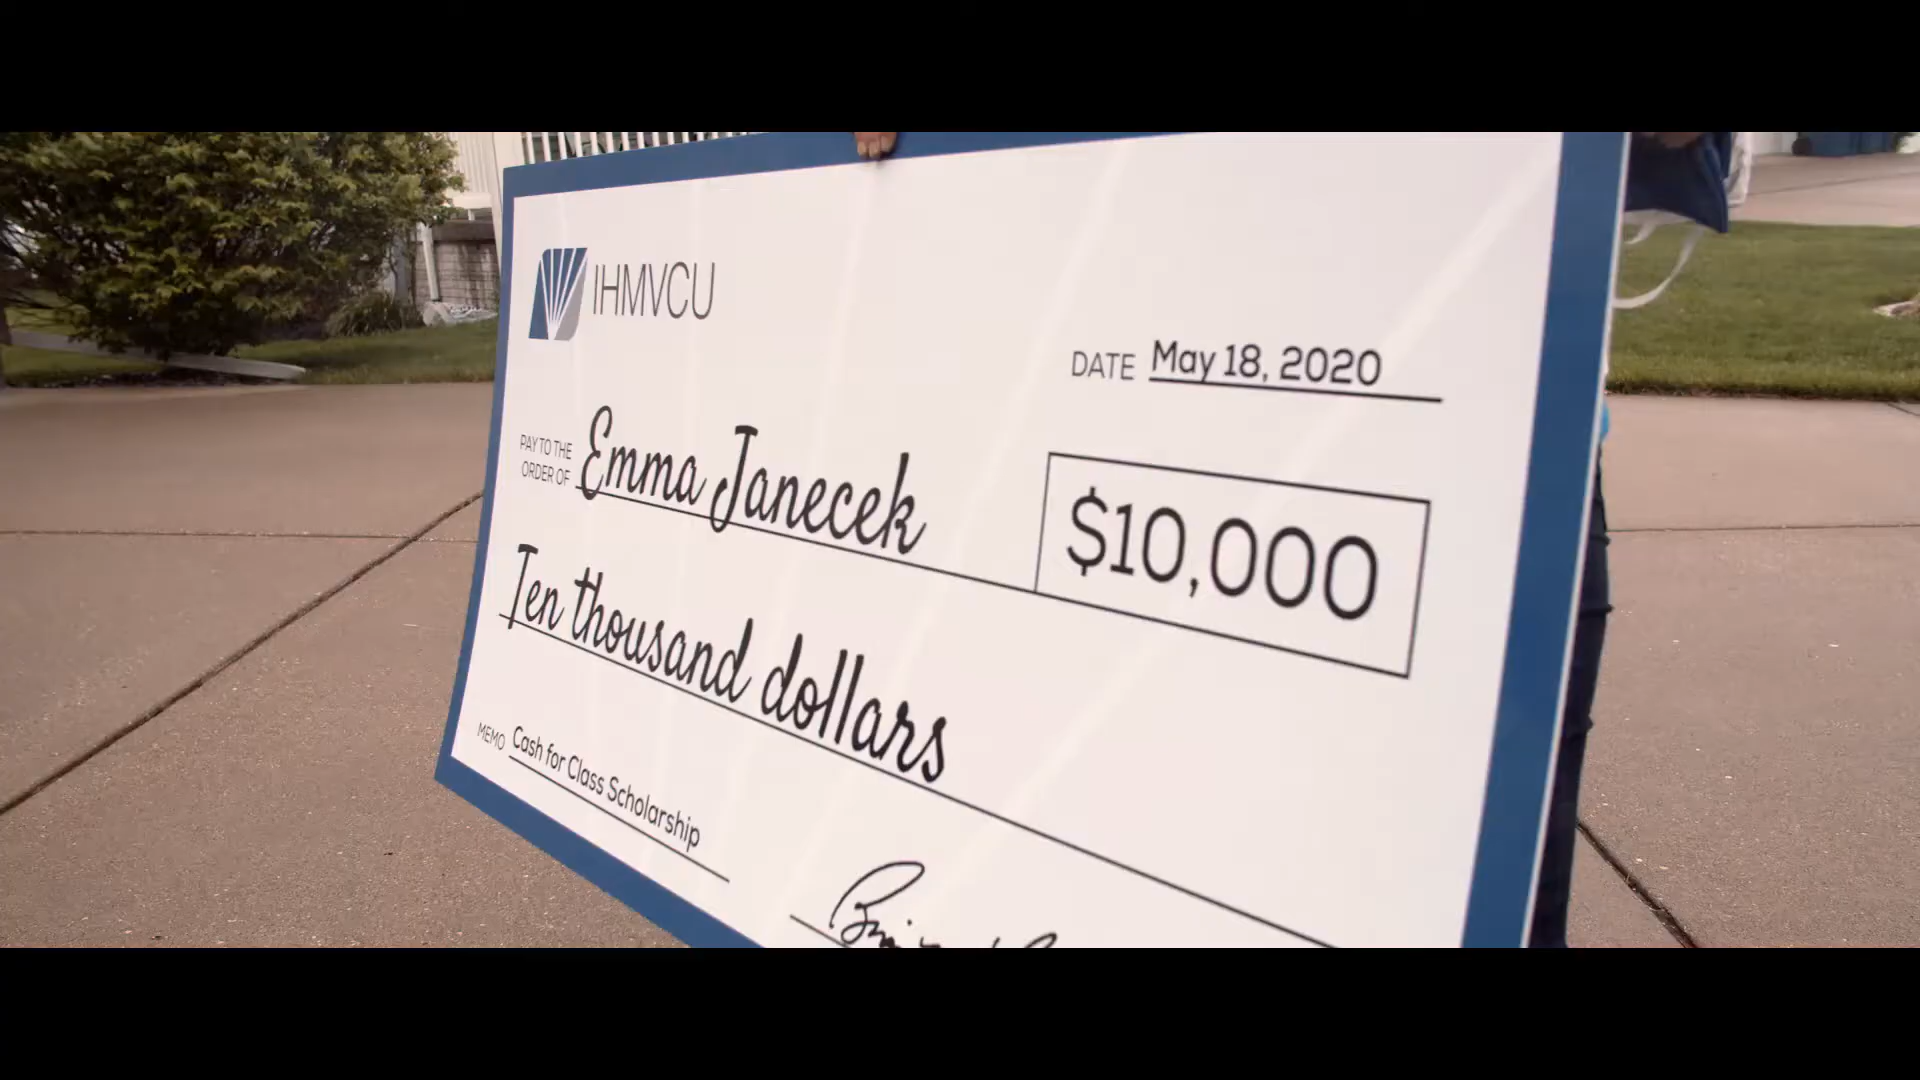 IHMVCU
DATE May 18, 2020
PAY TO THE
ORDER OF Emma Janecek
$10,000
Ten thousand dollars
MEMO Cash for Class Scholarship